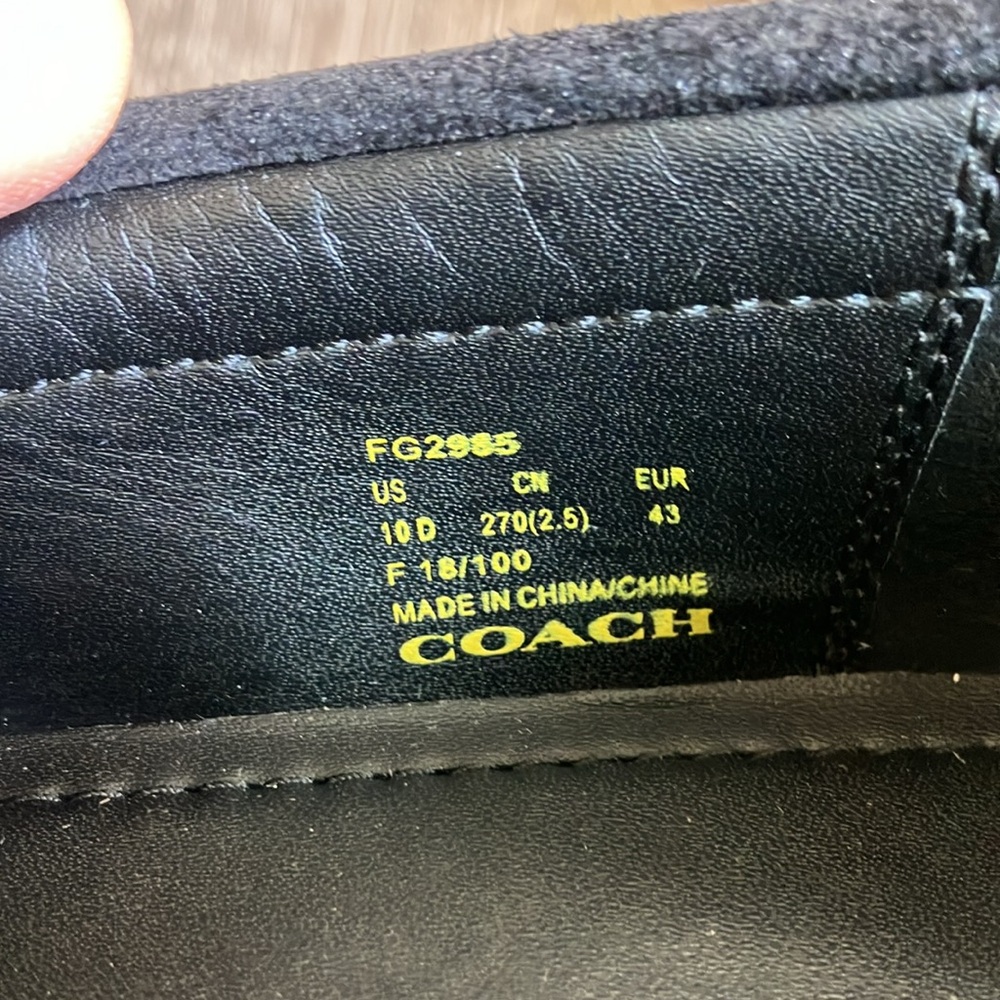 FG2985
US CN EUR
10 D 270(2.5) 43
F 18/100
MADE IN CHINA/CHINE
COACH